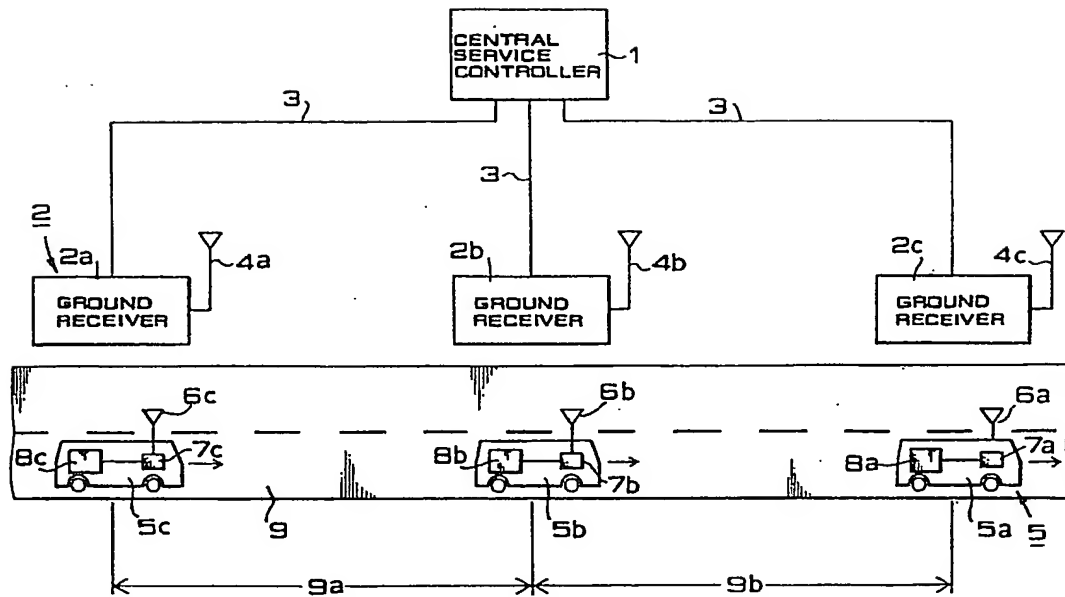 CENTRAL
SERVICE
CONTROLLER
1
3
3
3
2
2a
4a
2b
4b
2c
4c
GROUND
RECEIVER
GROUND
RECEIVER
GROUND
RECEIVER
6c
6b
6a
8c
7c
8b
7b
8a
7a
5c
9
5b
5a
5
9a
9b